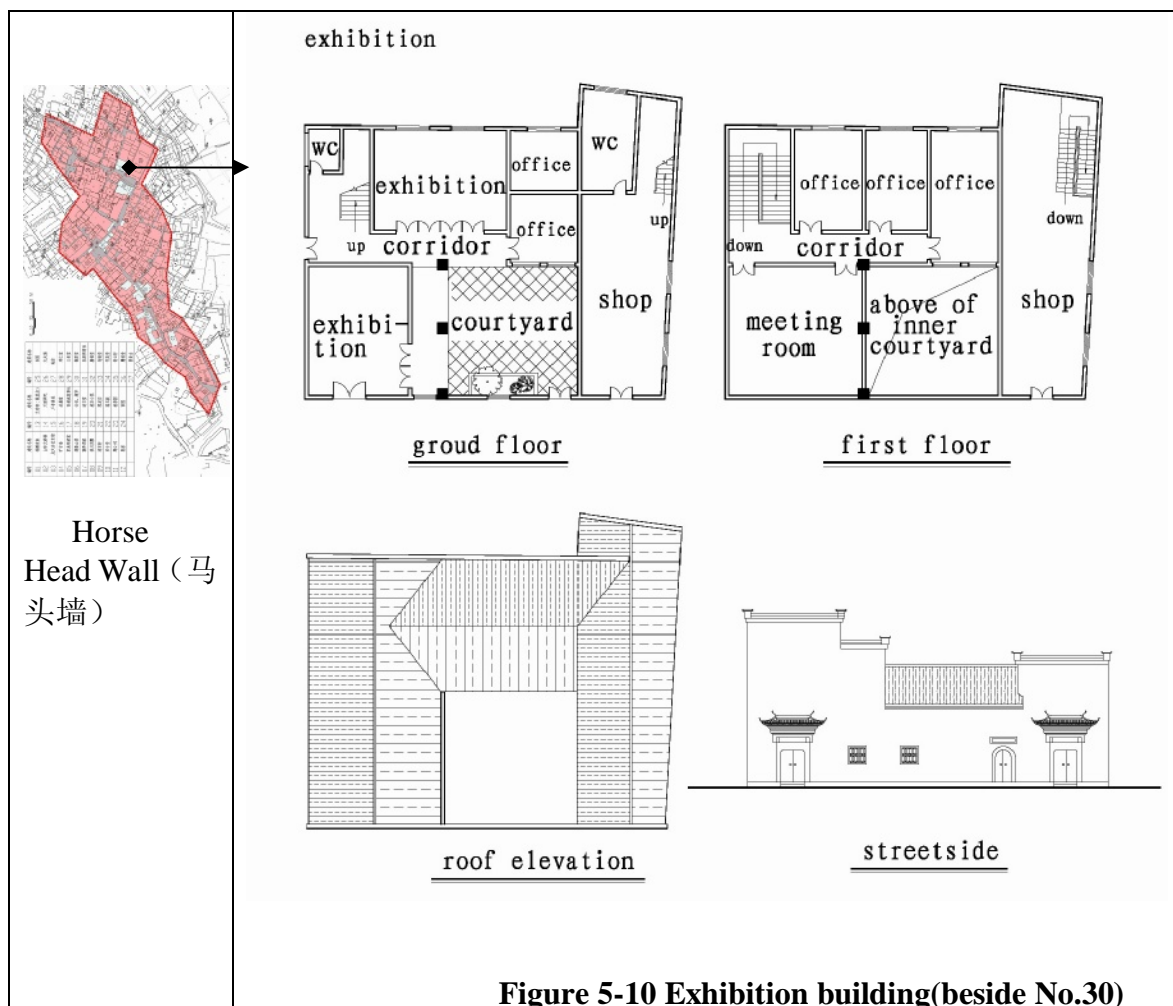 exhibition
WC
exhibition
office
WC
office
up
corridor
up
exhibi-
tion
courtyard
shop
groud floor
office
office
office
down
down
corridor
meeting
room
above of
inner
courtyard
shop
first floor
Horse
Head Wall（马
头墙）
roof elevation
streetside
Figure 5-10 Exhibition building(beside No.30)